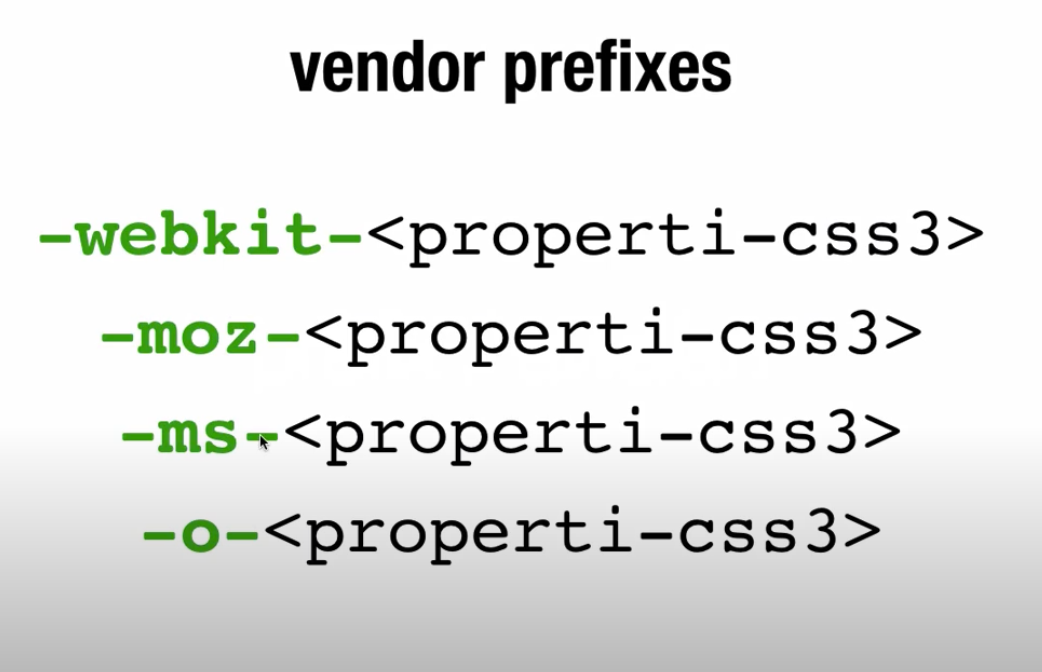 vendor prefixes
-webkit-<properti-css3>
-moz-<properti-css3>
-ms-<properti-css3>
-o-<properti-css3>